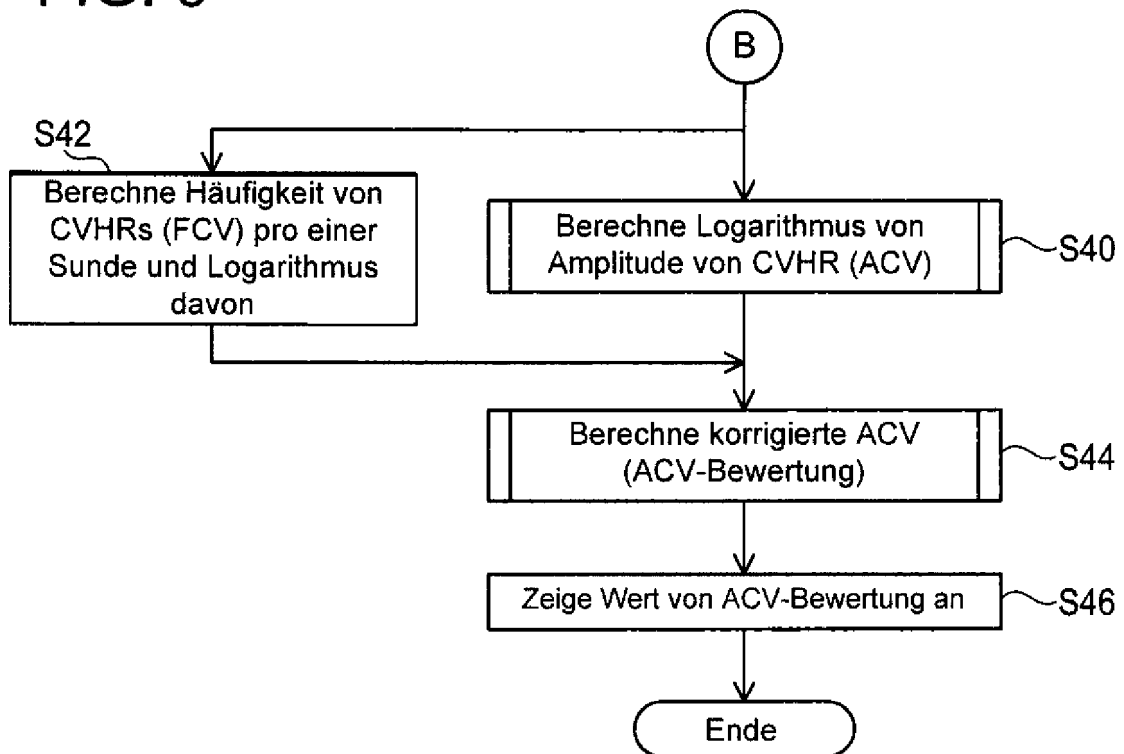 B
S42
Berechne Häufigkeit von
CVHRs (FCV) pro einer
Sunde und Logarithmus
davon
Berechne Logarithmus von
Amplitude von CVHR (ACV)
S40
Berechne korrigierte ACV
(ACV-Bewertung)
S44
Zeige Wert von ACV-Bewertung an
S46
Ende